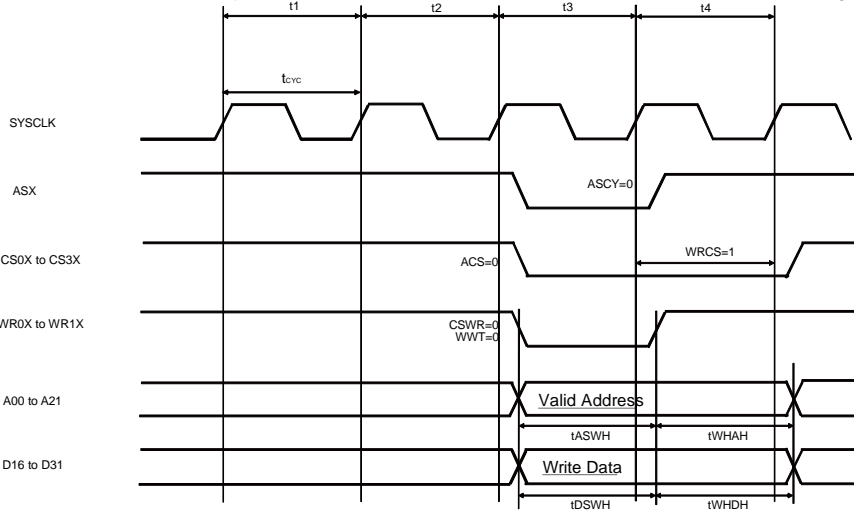 t1 t2 t3 t4
tCYC
SYSCLK
ASX
ASCY=0
CS0X to CS3X
ACS=0
WRCS=1
WR0X to WR1X
CSWR=0
WWT=0
A00 to A21
Valid Address
tASWH tWHAH
D16 to D31
Write Data
tDSWH tWHDH